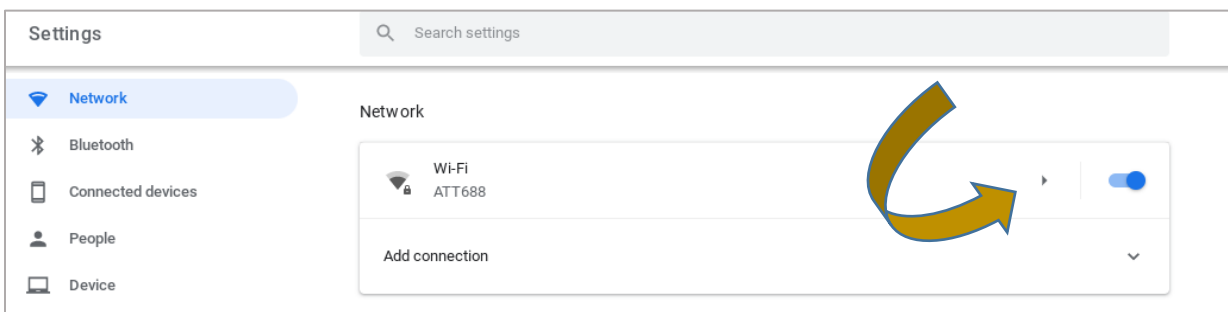 Settings
Search settings
Network
Bluetooth
Connected devices
People
Device
Network
Wi-Fi
ATT688
Add connection